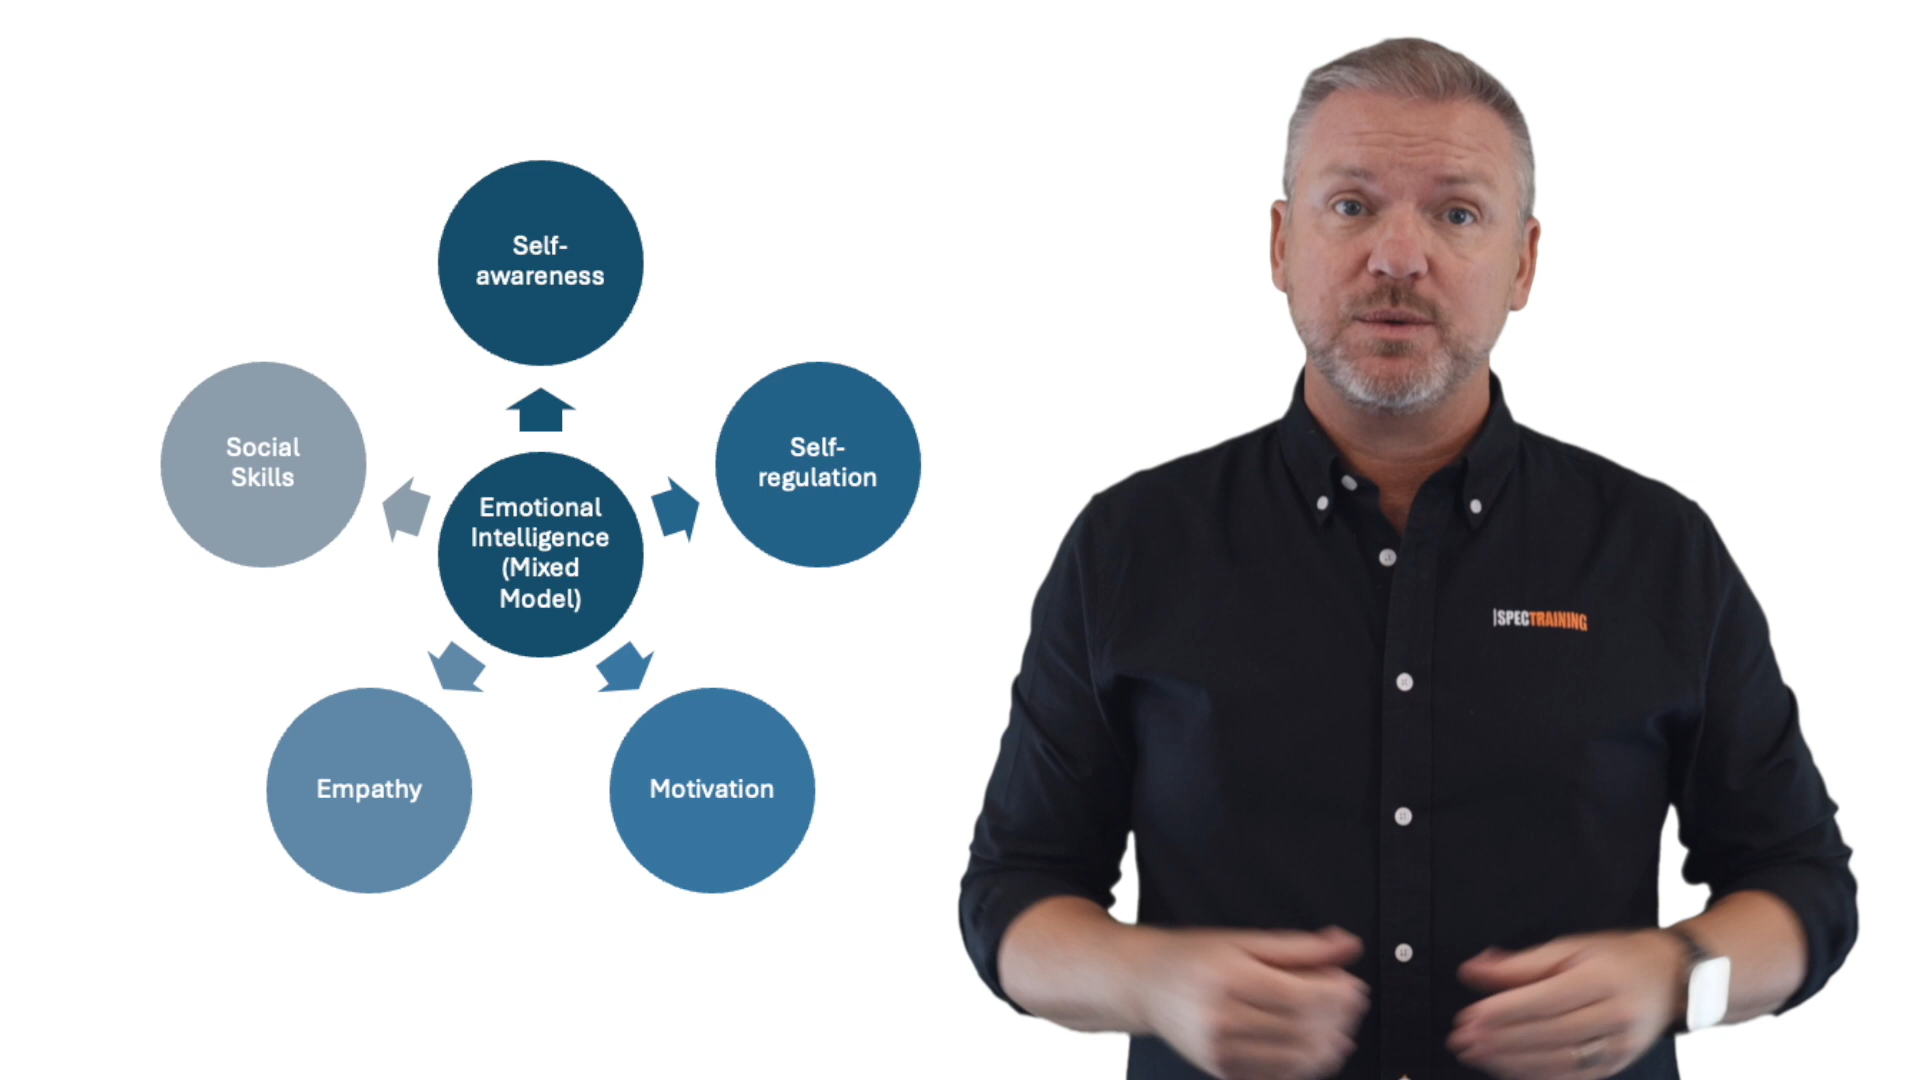 Self-
awareness
Social
Skills
Self-
regulation
Emotional
Intelligence
(Mixed
Model)
Empathy
Motivation
|SPECTRAINING